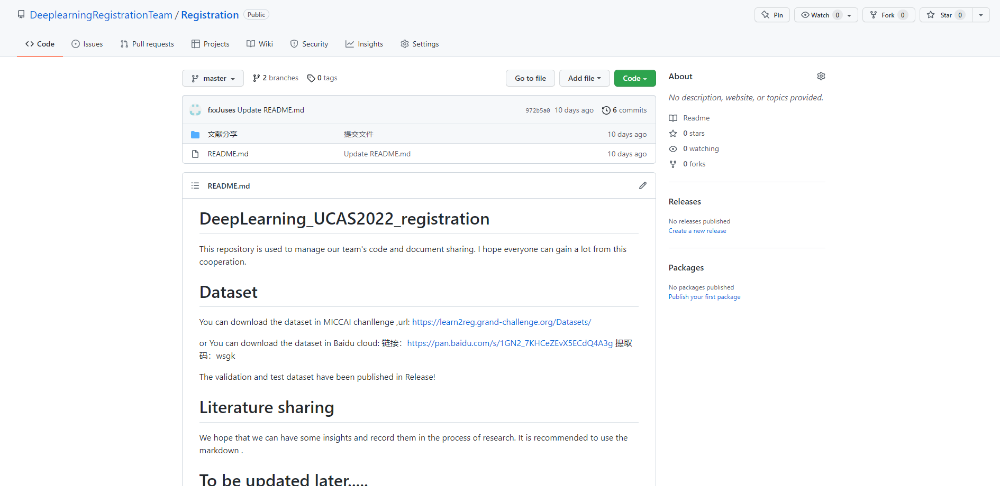 DeeplearningRegistrationTeam / Registration Public
Pin
Watch 0
Fork 0
Star 0
Code
Issues
Pull requests
Projects
Wiki
Security
Insights
Settings
master
2 branches
0 tags
Go to file
Add file
Code
fxxJuses Update README.md
972b5a0 10 days ago
6 commits
文献分享
提交文件
10 days ago
README.md
Update README.md
10 days ago
README.md
DeepLearning_UCAS2022_registration
This repository is used to manage our team's code and document sharing. I hope everyone can gain a lot from this
cooperation.
Dataset
You can download the dataset in MICCAI chanllenge ,url: https://learn2reg.grand-challenge.org/Datasets/
or You can download the dataset in Baidu cloud: 链接：https://pan.baidu.com/s/1GN2_7KHCeZEvX5ECdQ4A3g 提取
码：wsgk
The validation and test dataset have been published in Release!
Literature sharing
We hope that we can have some insights and record them in the process of research. It is recommended to use the
markdown .
To be updated later.....
About
No description, website, or topics provided.
Readme
0 stars
0 watching
0 forks
Releases
No releases published
Create a new release
Packages
No packages published
Publish your first package